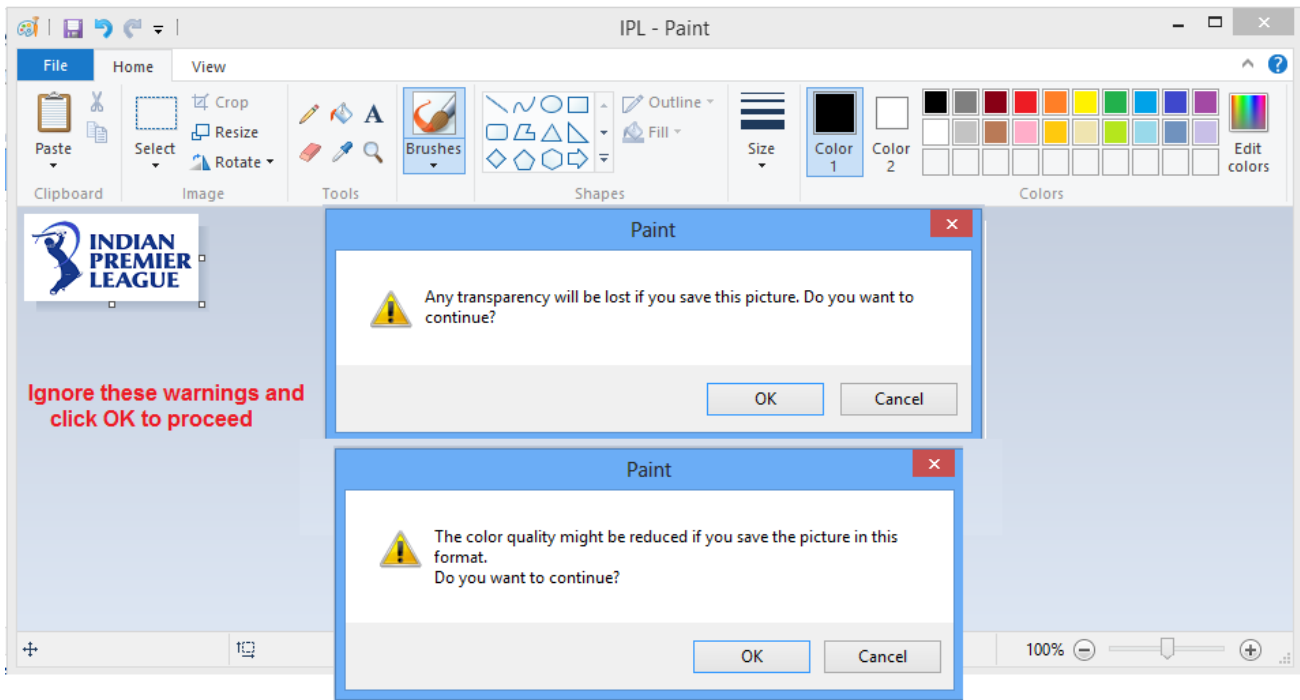 IPL - Paint
File Home View
Paste
Select
Crop
Resize
Rotate
A
Brushes
Outline
Fill
Size
Color
1
Color
2
Edit
colors
Clipboard Image Tools Shapes Colors
INDIAN
PREMIER
LEAGUE
Paint
Any transparency will be lost if you save this picture. Do you want to
continue?
OK Cancel
Ignore these warnings and
click OK to proceed
Paint
The color quality might be reduced if you save the picture in this
format.
Do you want to continue?
OK Cancel
100%